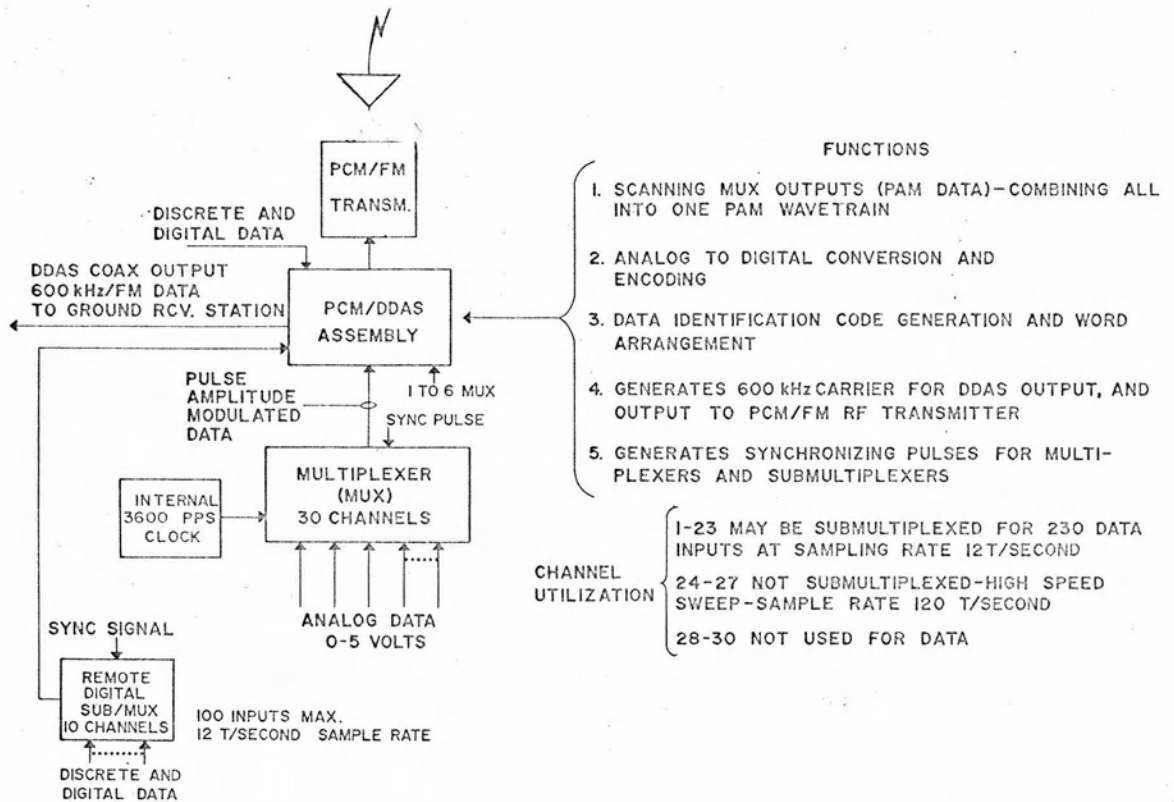 PCM/FM
TRANSM.
DISCRETE AND
DIGITAL DATA
DDAS COAX OUTPUT
600 kHz/FM DATA
TO GROUND RCV. STATION
PCM/DDAS
ASSEMBLY
PULSE
AMPLITUDE
MODULATED
DATA
1 TO 6 MUX
SYNC PULSE
MULTIPLEXER
(MUX)
30 CHANNELS
INTERNAL
3600 PPS
CLOCK
ANALOG DATA
0-5 VOLTS
SYNC SIGNAL
REMOTE
DIGITAL
SUB/MUX
10 CHANNELS
100 INPUTS MAX.
12 T/SECOND SAMPLE RATE
DISCRETE AND
DIGITAL DATA
FUNCTIONS
1. SCANNING MUX OUTPUTS (PAM DATA)-COMBINING ALL
INTO ONE PAM WAVETRAIN
2. ANALOG TO DIGITAL CONVERSION AND
ENCODING
3. DATA IDENTIFICATION CODE GENERATION AND WORD
ARRANGEMENT
4. GENERATES 600 kHz CARRIER FOR DDAS OUTPUT, AND
OUTPUT TO PCM/FM RF TRANSMITTER
5. GENERATES SYNCHRONIZING PULSES FOR MULTI-
PLEXERS AND SUBMULTIPLEXERS
CHANNEL
UTILIZATION
1-23 MAY BE SUBMULTIPLEXED FOR 230 DATA
INPUTS AT SAMPLING RATE 12T/SECOND
24-27 NOT SUBMULTIPLEXED-HIGH SPEED
SWEEP-SAMPLE RATE 120 T/SECOND
28-30 NOT USED FOR DATA